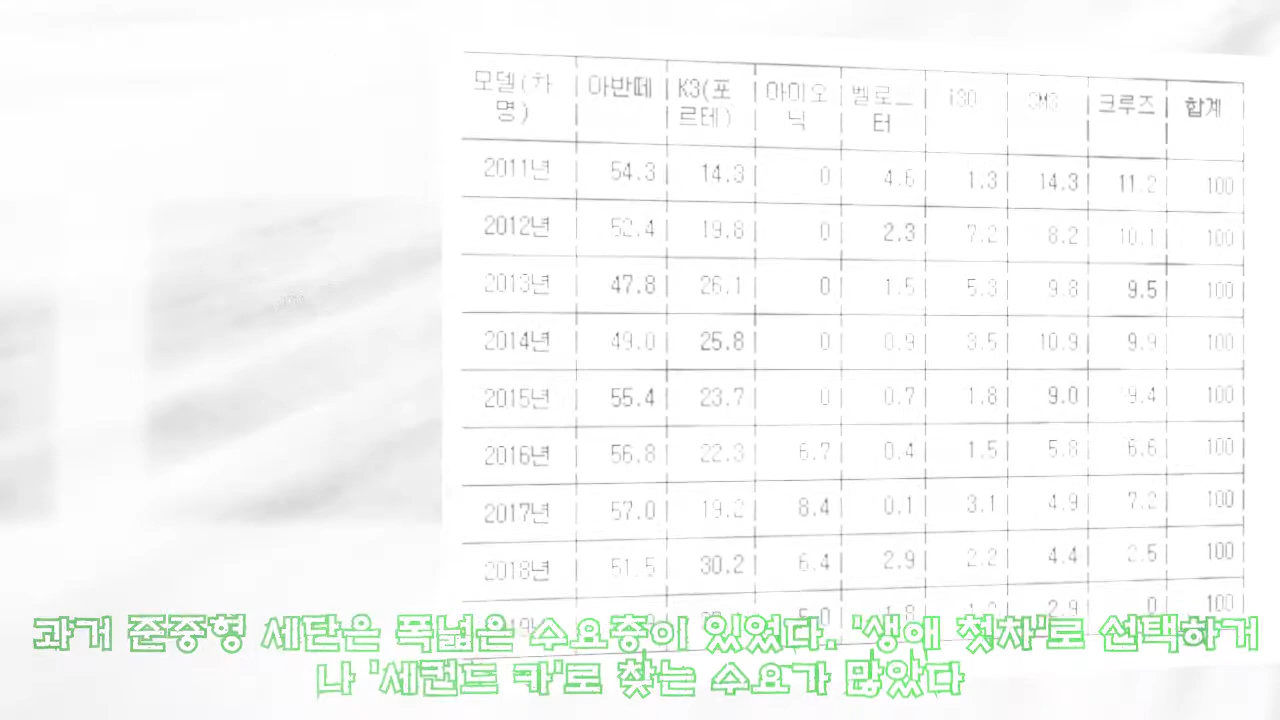 모델(차명) 아반떼 K3(포르테) 아이오닉 벨로스터 i30 SM3 크루즈 합계
2011년 54.3 14.3 0 4.6 1.3 14.3 11.2 100
2012년 52.4 19.8 0 2.3 7.2 8.2 10.1 100
2013년 47.8 26.1 0 1.5 5.3 9.8 9.5 100
2014년 49.0 25.8 0 0.9 3.5 10.9 9.9 100
2015년 55.4 23.7 0 0.7 1.8 9.0 9.4 100
2016년 56.8 22.3 6.7 0.4 1.5 5.8 6.6 100
2017년 57.0 19.2 8.4 0.1 3.1 4.9 7.2 100
2018년 51.5 30.2 6.4 2.9 2.2 4.4 2.5 100
5.0 1.8 2.9 0 100
과거 준중형 세단은 폭넓은 수요층이 있었다. '생애 첫차'로 선택하거
나 '세컨드 카'로 찾는 수요가 많았다